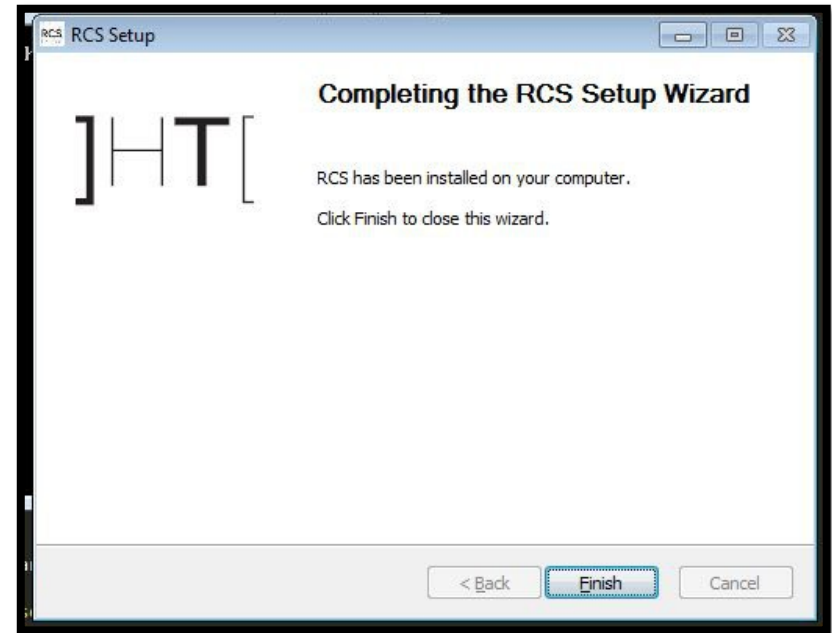 RCS RCS Setup
Completing the RCS Setup Wizard
]HT[
RCS has been installed on your computer.
Click Finish to close this wizard.
< Back Finish Cancel